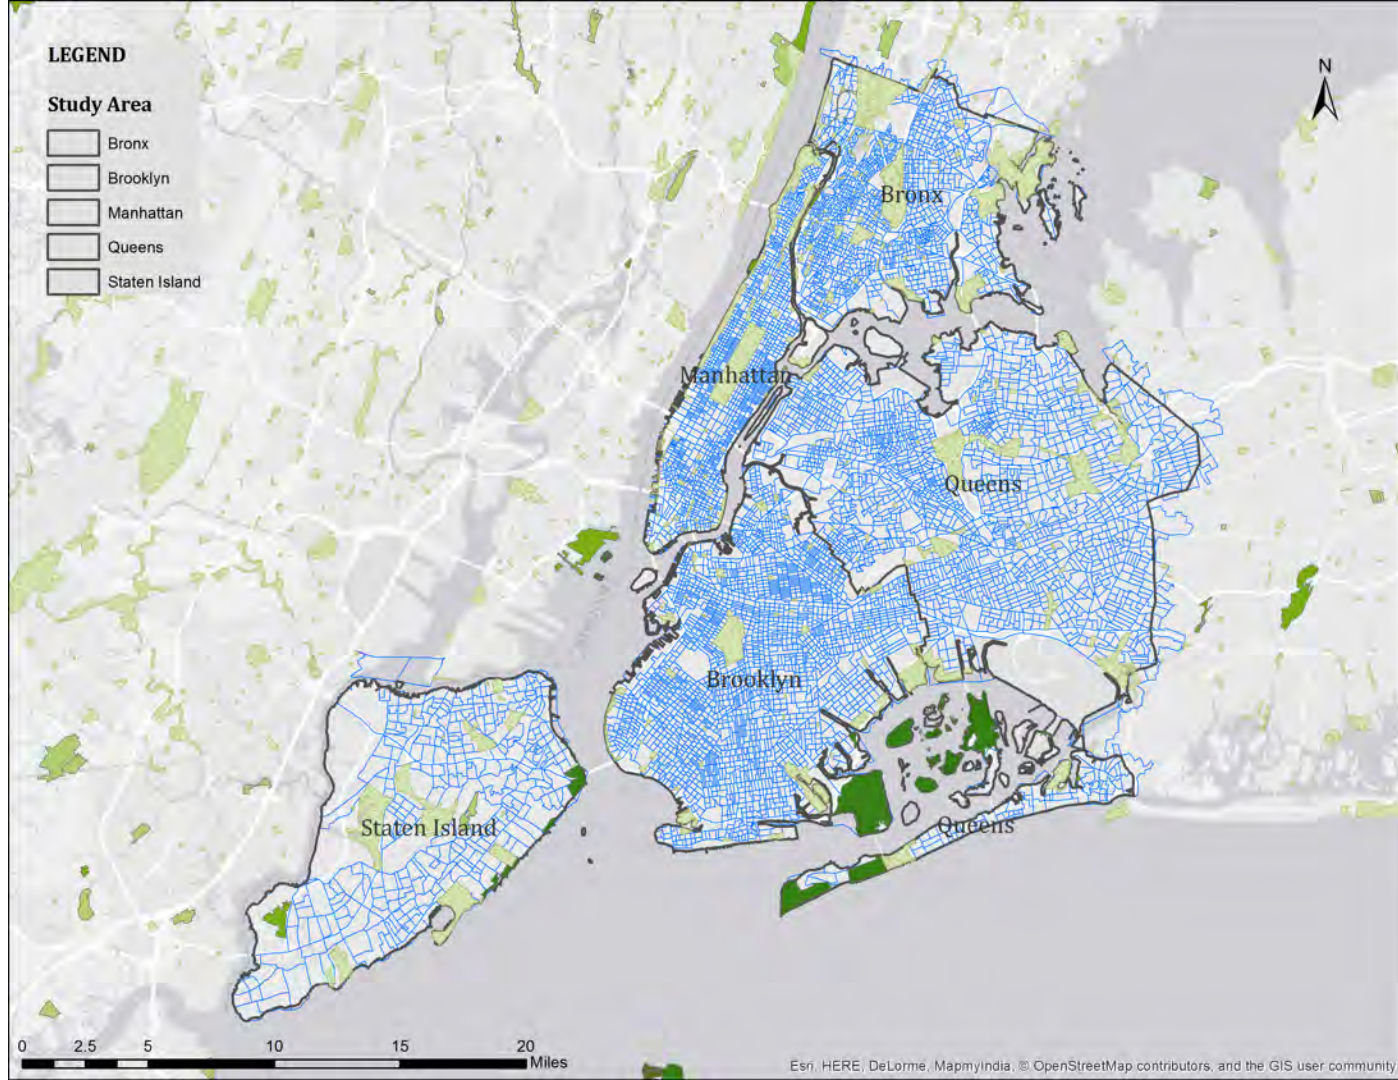 LEGEND
Study Area
Bronx
Brooklyn
Manhattan
Queens
Staten Island
N
Bronx
Manhattan
Queens
Brooklyn
Staten Island
Queens
0 2.5 5 10 15 20
Miles
Esri, HERE, DeLorme, MapmyIndia, © OpenStreetMap contributors, and the GIS user community